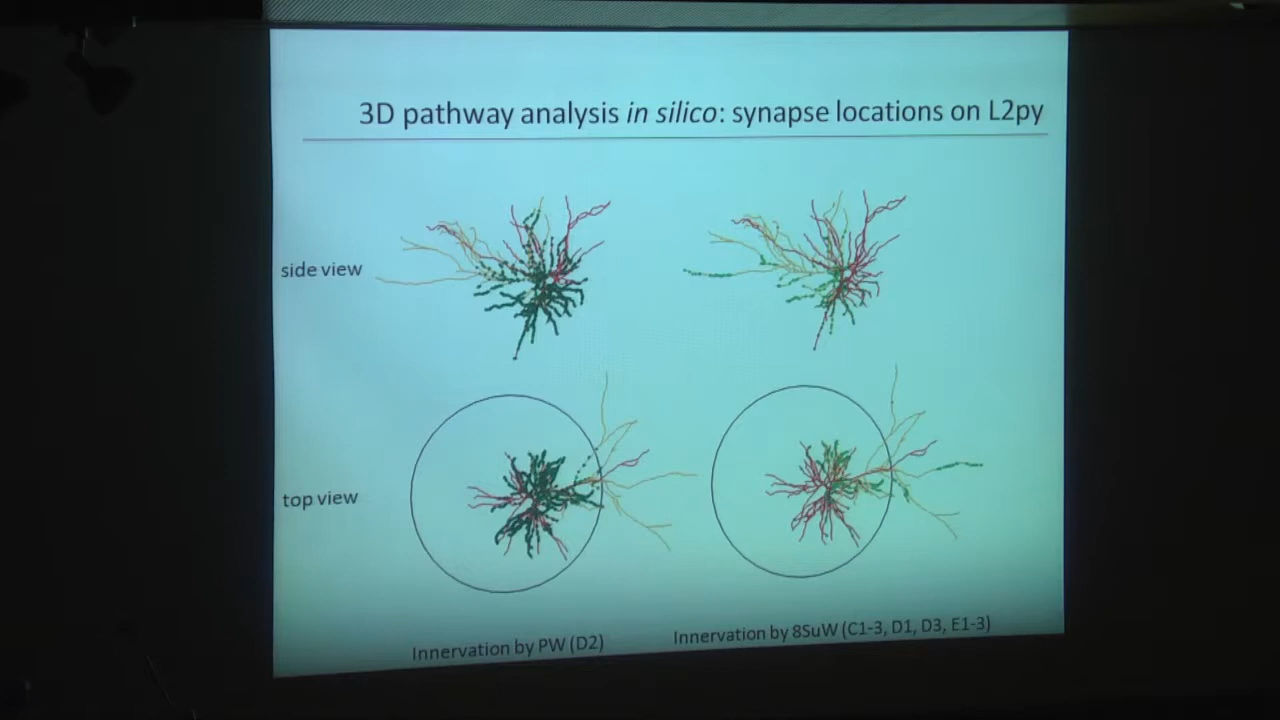 3D pathway analysis in silico: synapse locations on L2py
side view
top view
Innervation by PW (D2)
Innervation by 8SuW (C1-3, D1, D3, E1-3)